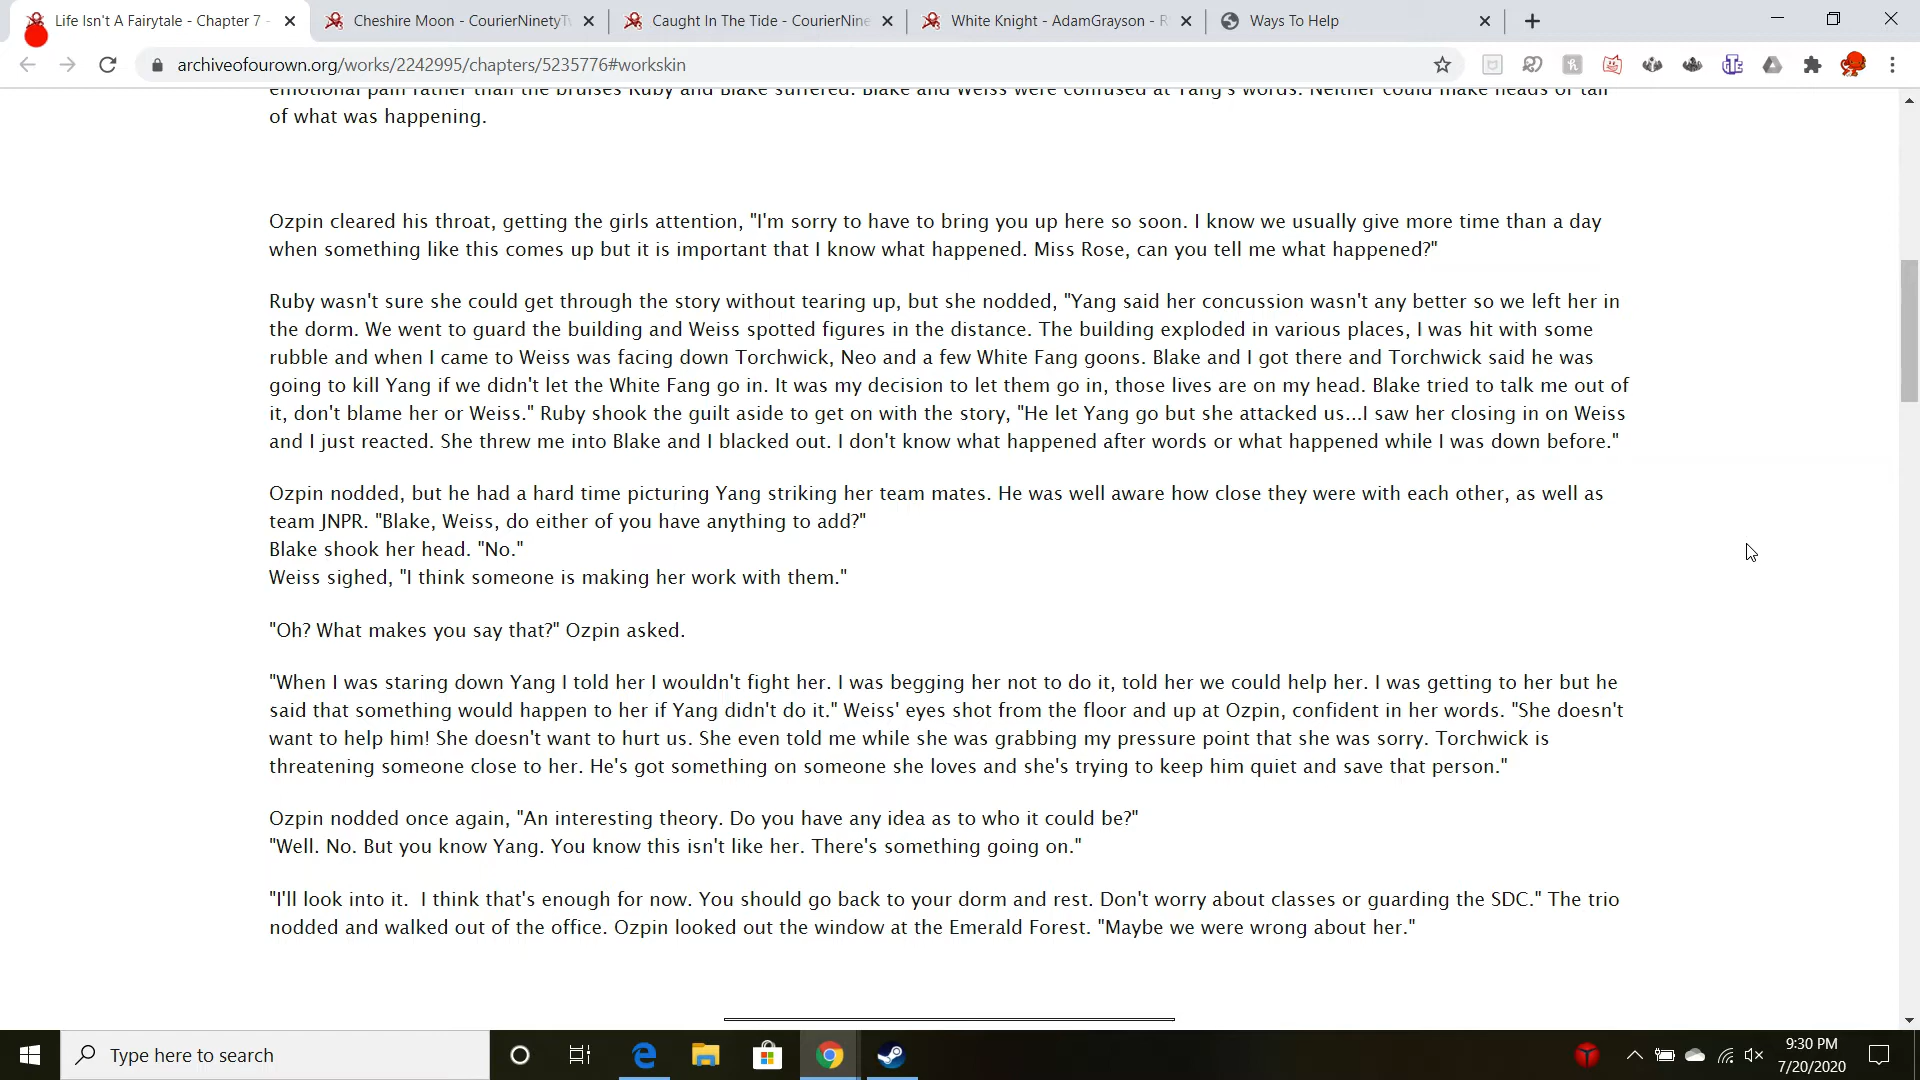 Life Isn't A Fairytale - Chapter 7 -
Cheshire Moon - CourierNinetyT
Caught In The Tide - CourierNine
White Knight - AdamGrayson - R
Ways To Help
archiveofourown.org/works/2242995/chapters/5235776#workskin
emotional pain rather than the bruises Ruby and Blake suffered. Blake and Weiss were confused at Yang's words. Neither could make heads or tail
of what was happening.
Ozpin cleared his throat, getting the girls attention, "I'm sorry to have to bring you up here so soon. I know we usually give more time than a day
when something like this comes up but it is important that I know what happened. Miss Rose, can you tell me what happened?"
Ruby wasn't sure she could get through the story without tearing up, but she nodded, "Yang said her concussion wasn't any better so we left her in
the dorm. We went to guard the building and Weiss spotted figures in the distance. The building exploded in various places, I was hit with some
rubble and when I came to Weiss was facing down Torchwick, Neo and a few White Fang goons. Blake and I got there and Torchwick said he was
going to kill Yang if we didn't let the White Fang go in. It was my decision to let them go in, those lives are on my head. Blake tried to talk me out of
it, don't blame her or Weiss." Ruby shook the guilt aside to get on with the story, "He let Yang go but she attacked us...I saw her closing in on Weiss
and I just reacted. She threw me into Blake and I blacked out. I don't know what happened after words or what happened while I was down before."
Ozpin nodded, but he had a hard time picturing Yang striking her team mates. He was well aware how close they were with each other, as well as
team JNPR. "Blake, Weiss, do either of you have anything to add?"
Blake shook her head. "No."
Weiss sighed, "I think someone is making her work with them."
"Oh? What makes you say that?" Ozpin asked.
"When I was staring down Yang I told her I wouldn't fight her. I was begging her not to do it, told her we could help her. I was getting to her but he
said that something would happen to her if Yang didn't do it." Weiss' eyes shot from the floor and up at Ozpin, confident in her words. "She doesn't
want to help him! She doesn't want to hurt us. She even told me while she was grabbing my pressure point that she was sorry. Torchwick is
threatening someone close to her. He's got something on someone she loves and she's trying to keep him quiet and save that person."
Ozpin nodded once again, "An interesting theory. Do you have any idea as to who it could be?"
"Well. No. But you know Yang. You know this isn't like her. There's something going on."
"I'll look into it.  I think that's enough for now. You should go back to your dorm and rest. Don't worry about classes or guarding the SDC." The trio
nodded and walked out of the office. Ozpin looked out the window at the Emerald Forest. "Maybe we were wrong about her."
Type here to search
9:30 PM
7/20/2020